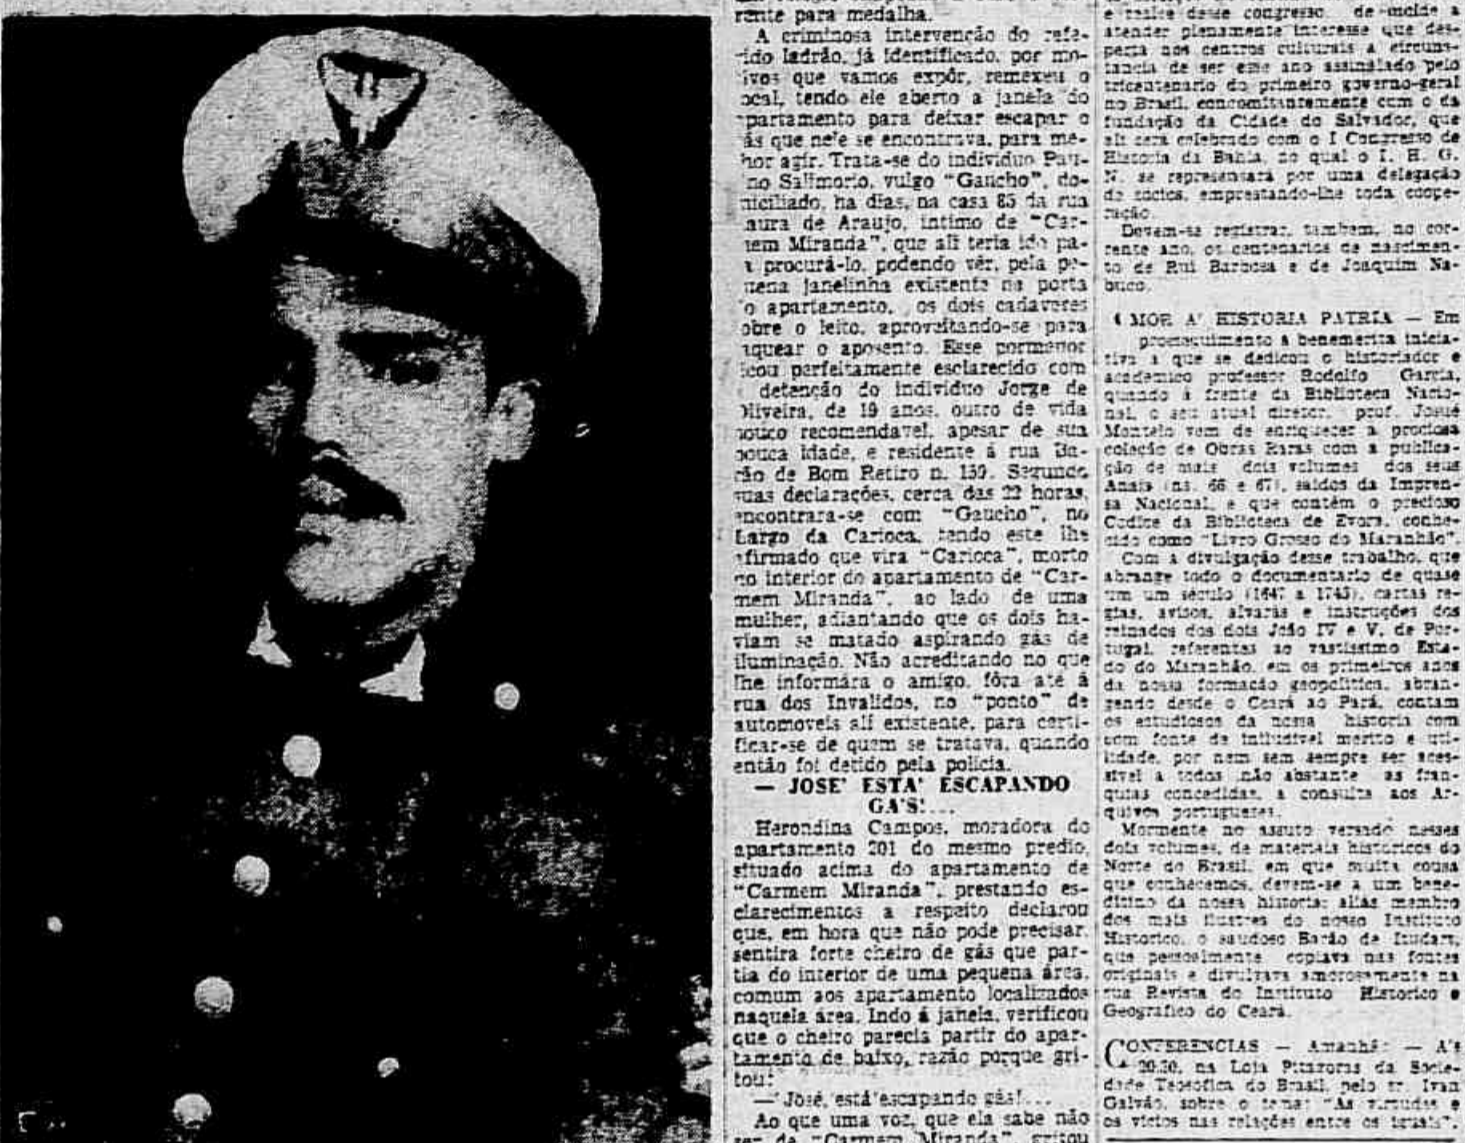 rente para medalha.
A criminosa intervenção do refe-
ido ladrão, já identificado, por mo-
ivos que vamos expôr, remexeu o
ocal, tendo ele aberto a janela do
partamento para deixar escapar o
ás que nele se encontrava, para me-
hor agir. Trata-se do individuo Pau-
no Salimorio, vulgo "Gaucho", do-
niciliado, ha dias, na casa 85 da rua
aura de Araujo, intimo de "Car-
nem Miranda", que ali teria ido pa-
a procurá-lo, podendo vêr, pela pe-
uena janelinha existente na porta
o apartamento, os dois cadaveres
obre o leito, aproveitando-se para
aquear o aposento. Esse pormenor
icou perfeitamente esclarecido com
detenção do individuo Jorge de
Oliveira, de 19 anos, outro de vida
pouco recomendavel, apesar de sua
pouca idade, e residente á rua Ba-
rão de Bom Retiro n. 159. Segundo
suas declarações, cerca das 22 horas,
encontrara-se com "Gaucho", no
Largo da Carioca, tendo este lhe
afirmado que vira "Carioca", morto
no interior do apartamento de "Car-
mem Miranda", ao lado de uma
mulher, adiantando que os dois ha-
viam se matado aspirando gás de
iluminação. Não acreditando no que
lhe informára o amigo, fôra até á
rua dos Invalidos, no "ponto" de
automoveis ali existente, para certi-
ficar-se de quem se tratava, quando
então foi detido pela policia.
— JOSE' ESTA' ESCAPANDO
GA'S!...
Herondina Campos, moradora do
apartamento 201 do mesmo predio,
situado acima do apartamento de
"Carmem Miranda", prestando es-
clarecimentos a respeito declarou
que, em hora que não pode precisar,
sentira forte cheiro de gás que par-
tia do interior de uma pequena área,
comum aos apartamento localizados
naquela área. Indo á janela, verificou
que o cheiro parecia partir do apar-
tamento de baixo, razão porque gri-
tou:
— José, está escapando gás!...
Ao que uma voz, que ela sabe não
ser de "Carmem Miranda", gritou
e realce desse congresso de molde a
atender plenamente interesse que des-
perta nos centros culturais a circuns-
tancia de ser este ano assinalado pelo
tricentenario do primeiro governo-geral
no Brasil, concomitantemente com o da
fundação da Cidade do Salvador, que
ali será celebrado com o I Congresso de
Historia da Bahia, no qual o I. H. G.
N. se representará por uma delegação
de socios, emprestando-lhe toda coope-
ração.
Devem-se registrar, tambem, no cor-
rente ano, os centenarios de nascimen-
to de Rui Barbosa e de Joaquim Na-
buco.
MOR A' HISTORIA PATRIA — Em
prosseguimento á benemerita inicia-
tiva a que se dedicou o historiador e
academico professor Rodolfo Garcia,
quando á frente da Biblioteca Nacio-
nal, o seu atual diretor, prof. Josué
Montelo vem de enriquecer a preciosa
coleção de Obras Raras com a publica-
ção de mais dois volumes dos seus
Anais (ns. 66 e 67), saidos da Impren-
sa Nacional, e que contêm o precioso
Codice da Biblioteca de Evora, conhe-
cido como "Livro Grosso do Maranhão".
Com a divulgação desse trabalho, que
abrange todo o documentario de quase
um um século (1647 a 1745), cartas re-
gias, avisos, alvarás e instruções dos
reinados dos dois João IV e V, de Por-
tugal, referentes ao vastissimo Esta-
do do Maranhão, em os primeiros anos
da nossa formação geopolitica, abran-
gendo desde o Ceará ao Pará, contam
os estudiosos da nossa historia com
com fonte de iniludivel merito e uti-
lidade, por nem sem sempre ser aces-
sivel a todos não abstante as fran-
quias concedidas, a consulta aos Ar-
quivos portugueses.
Mormente no assuto versado nesses
dois volumes, de materiais historicos do
Norte do Brasil, em que muita cousa
que conhecemos, devem-se a um bene-
ditino da nossa historia; aliás membro
dos mais ilustres do nosso Instituto
Historico, o saudoso Barão de Studart,
que pessoalmente copiava nas fontes
originais e divulgava amorosamente na
sua Revista do Instituto Historico e
Geografico do Ceará.
CONFERENCIAS — Amanhã: — A's
20.30, na Loja Pitagoras da Socie-
dade Teosofica do Brasil, pelo sr. Ivan
Galvão, sobre o tema: "As virtudes e
os vicios nas relações entre os iguais".